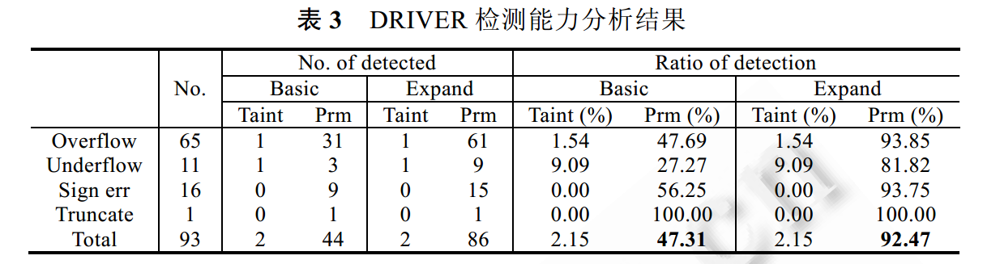 表 3 DRIVER 检测能力分析结果
No. of detected Ratio of detection
No. Basic Expand Basic Expand
Taint Prm Taint Prm Taint (%) Prm (%) Taint (%) Prm (%)
Overflow 65 1 31 1 61 1.54 47.69 1.54 93.85
Underflow 11 1 3 1 9 9.09 27.27 9.09 81.82
Sign err 16 0 9 0 15 0.00 56.25 0.00 93.75
Truncate 1 0 1 0 1 0.00 100.00 0.00 100.00
Total 93 2 44 2 86 2.15 47.31 2.15 92.47